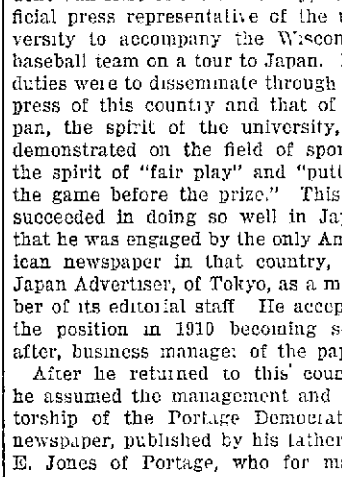 ficial press representative of the
versity to accompany the Wiscon
baseball team on a tour to Japan.
duties were to disseminate through
press of this country and that of
pan, the spirit of the university,
demonstrated on the field of spor
the spirit of "fair play" and "putt
the game before the prize." This
succeeded in doing so well in Jap
that he was engaged by the only Am
ican newspaper in that country,
Japan Advertiser, of Tokyo, as a m
ber of its editorial staff He accep
the position in 1910 becoming s
after, business manager of the pap
After he returned to this coun
he assumed the management and
torship of the Portage Democrat
newspaper, published by his father
E. Jones of Portage, who for ma